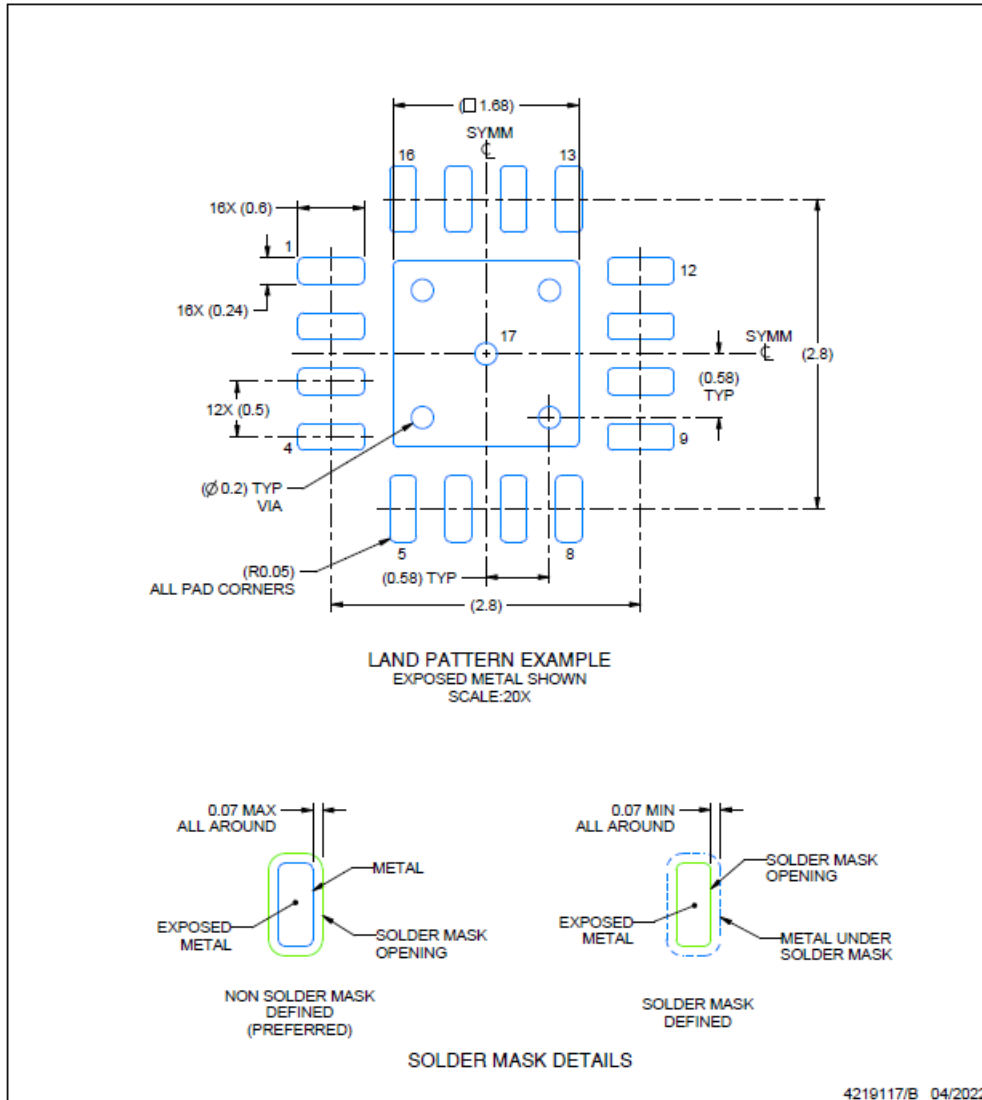 (□ 1.68)
SYMM
℄
16
13
16X (0.6)
1
12
16X (0.24)
17
SYMM
℄
(2.8)
(0.58)
TYP
12X (0.5)
4
9
(Ø 0.2) TYP
VIA
5
8
(R0.05)
ALL PAD CORNERS
(0.58) TYP
(2.8)
LAND PATTERN EXAMPLE
EXPOSED METAL SHOWN
SCALE:20X
0.07 MAX
ALL AROUND
METAL
EXPOSED
METAL
SOLDER MASK
OPENING
NON SOLDER MASK
DEFINED
(PREFERRED)
0.07 MIN
ALL AROUND
SOLDER MASK
OPENING
EXPOSED
METAL
METAL UNDER
SOLDER MASK
SOLDER MASK
DEFINED
SOLDER MASK DETAILS
4219117/B 04/2022